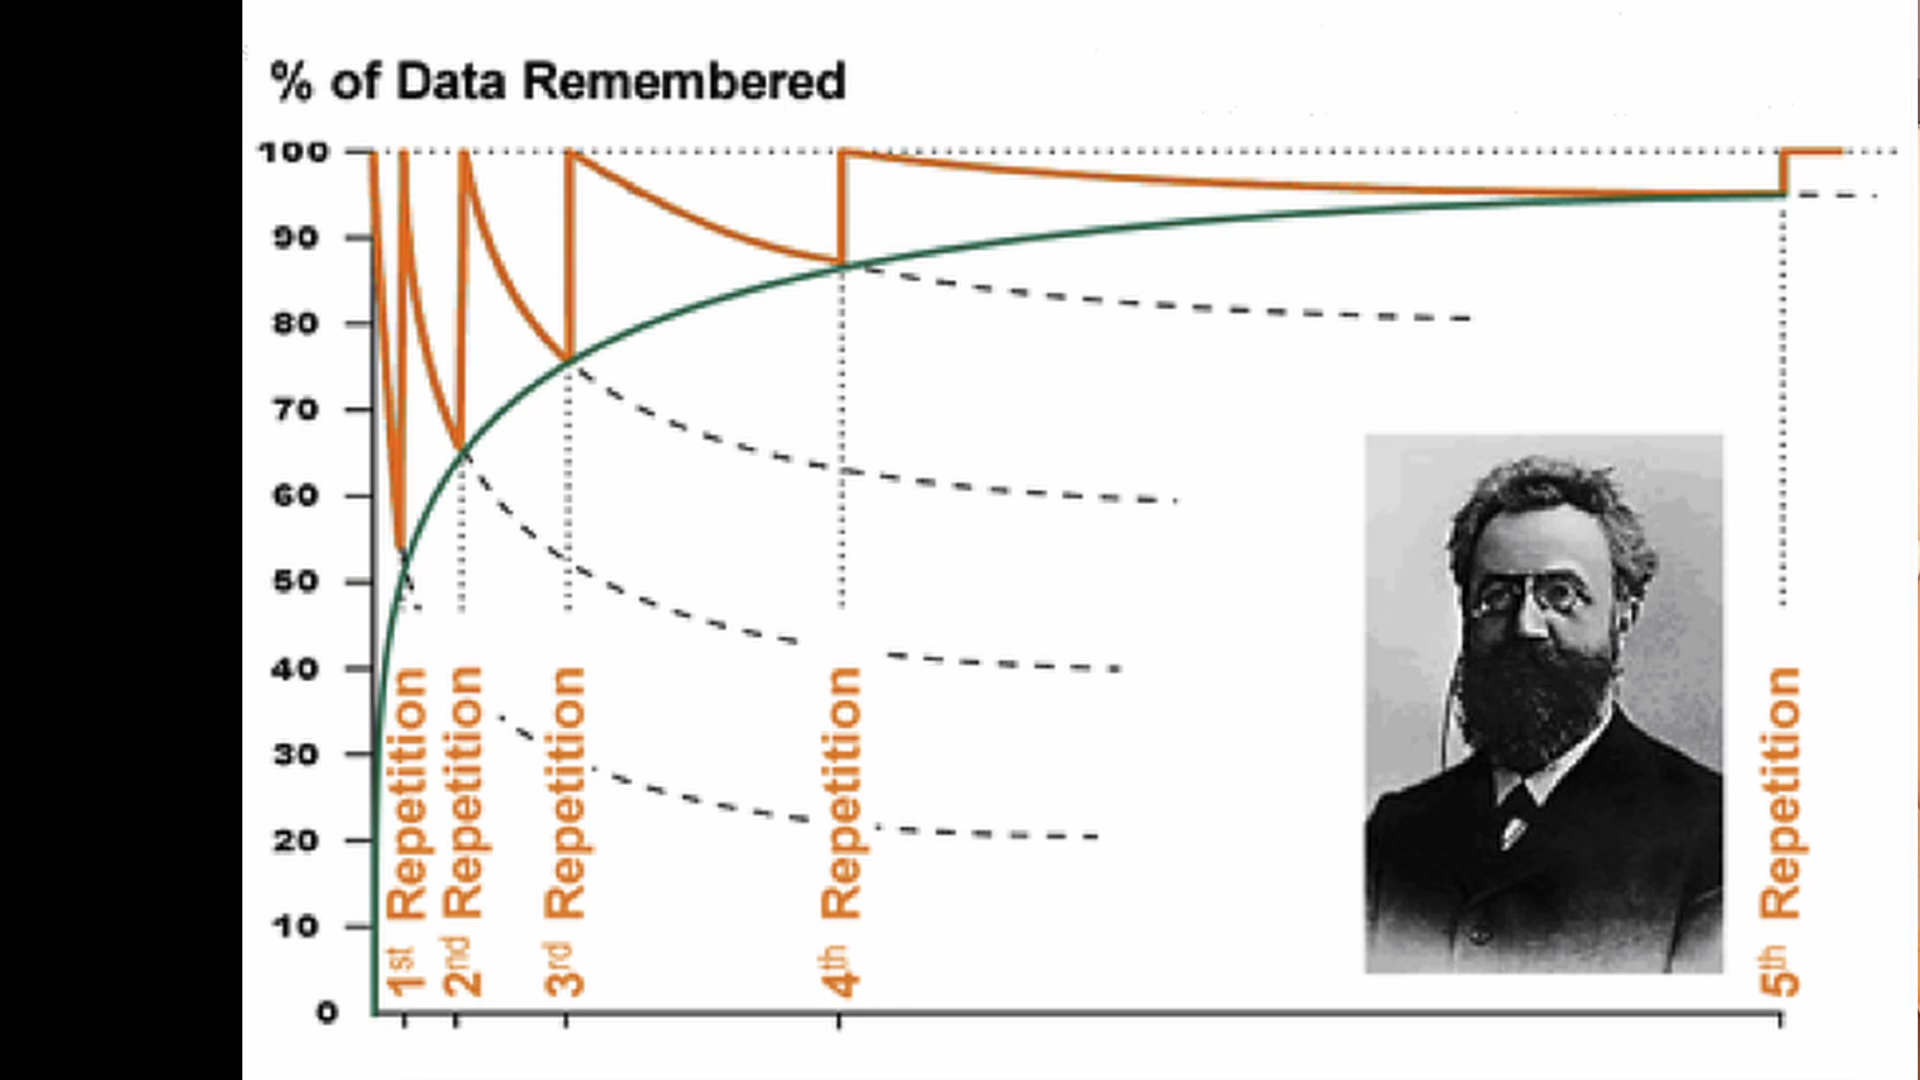 % of Data Remembered
100
90
80
70
60
50
40
30
20
10
0
1st Repetition
2nd Repetition
3rd Repetition
4th Repetition
5th Repetition